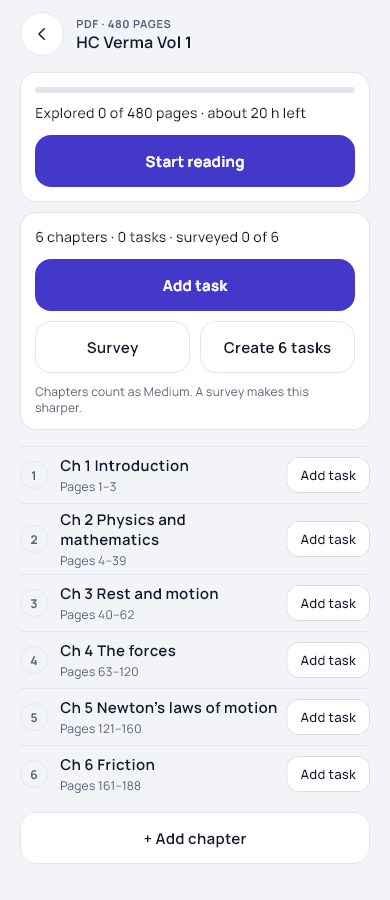 PDF · 480 PAGES
HC Verma Vol 1
Explored 0 of 480 pages · about 20 h left
Start reading
6 chapters · 0 tasks · surveyed 0 of 6
Add task
Survey
Create 6 tasks
Chapters count as Medium. A survey makes this
sharper.
1
Ch 1 Introduction
Pages 1–3
Add task
2
Ch 2 Physics and
mathematics
Pages 4–39
Add task
3
Ch 3 Rest and motion
Pages 40–62
Add task
4
Ch 4 The forces
Pages 63–120
Add task
5
Ch 5 Newton's laws of motion
Pages 121–160
Add task
6
Ch 6 Friction
Pages 161–188
Add task
+ Add chapter